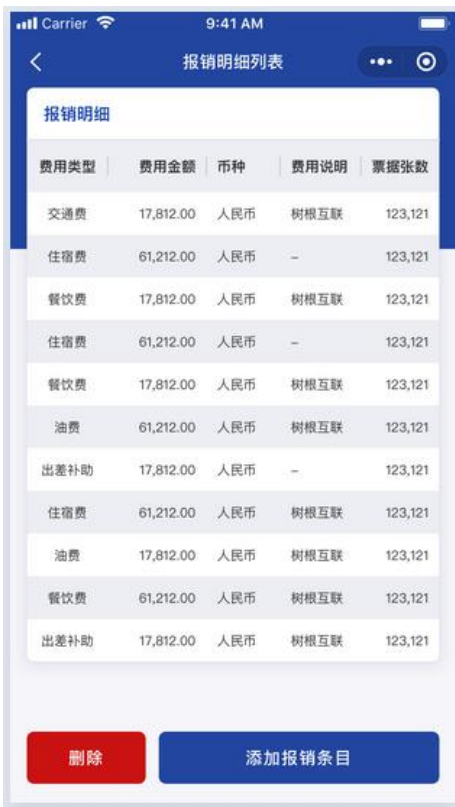 Carrier 9:41 AM
报销明细列表
报销明细
费用类型 费用金额 币种 费用说明 票据张数
交通费 17,812.00 人民币 树根互联 123,121
住宿费 61,212.00 人民币 – 123,121
餐饮费 17,812.00 人民币 树根互联 123,121
住宿费 61,212.00 人民币 – 123,121
餐饮费 17,812.00 人民币 树根互联 123,121
油费 61,212.00 人民币 树根互联 123,121
出差补助 17,812.00 人民币 – 123,121
住宿费 61,212.00 人民币 树根互联 123,121
油费 17,812.00 人民币 树根互联 123,121
餐饮费 61,212.00 人民币 树根互联 123,121
出差补助 17,812.00 人民币 树根互联 123,121
删除 添加报销条目